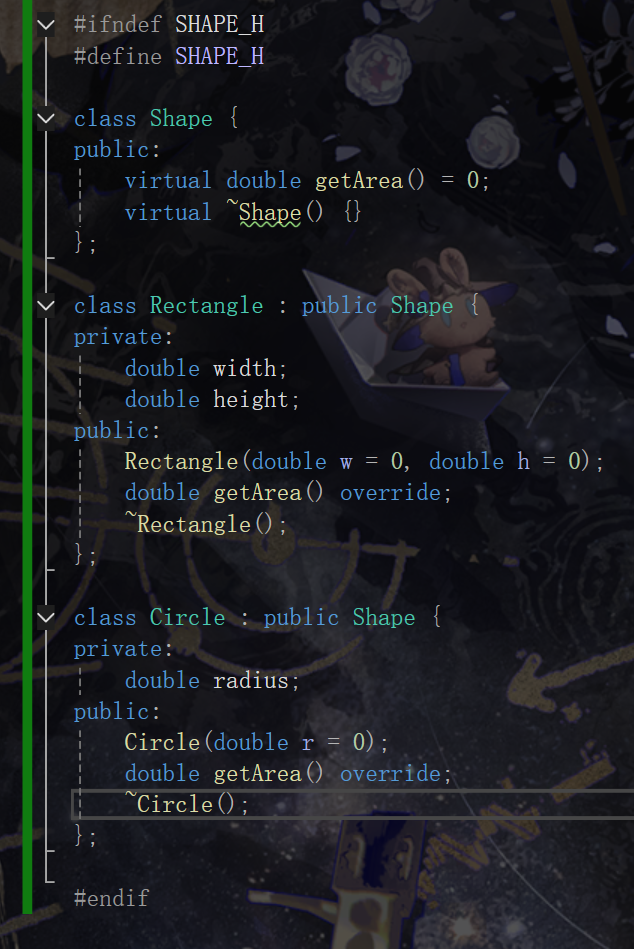 #ifndef SHAPE_H
#define SHAPE_H
class Shape {
public:
virtual double getArea() = 0;
virtual ~Shape() {}
};
class Rectangle : public Shape {
private:
double width;
double height;
public:
Rectangle(double w = 0, double h = 0);
double getArea() override;
~Rectangle();
};
class Circle : public Shape {
private:
double radius;
public:
Circle(double r = 0);
double getArea() override;
~Circle();
};
#endif